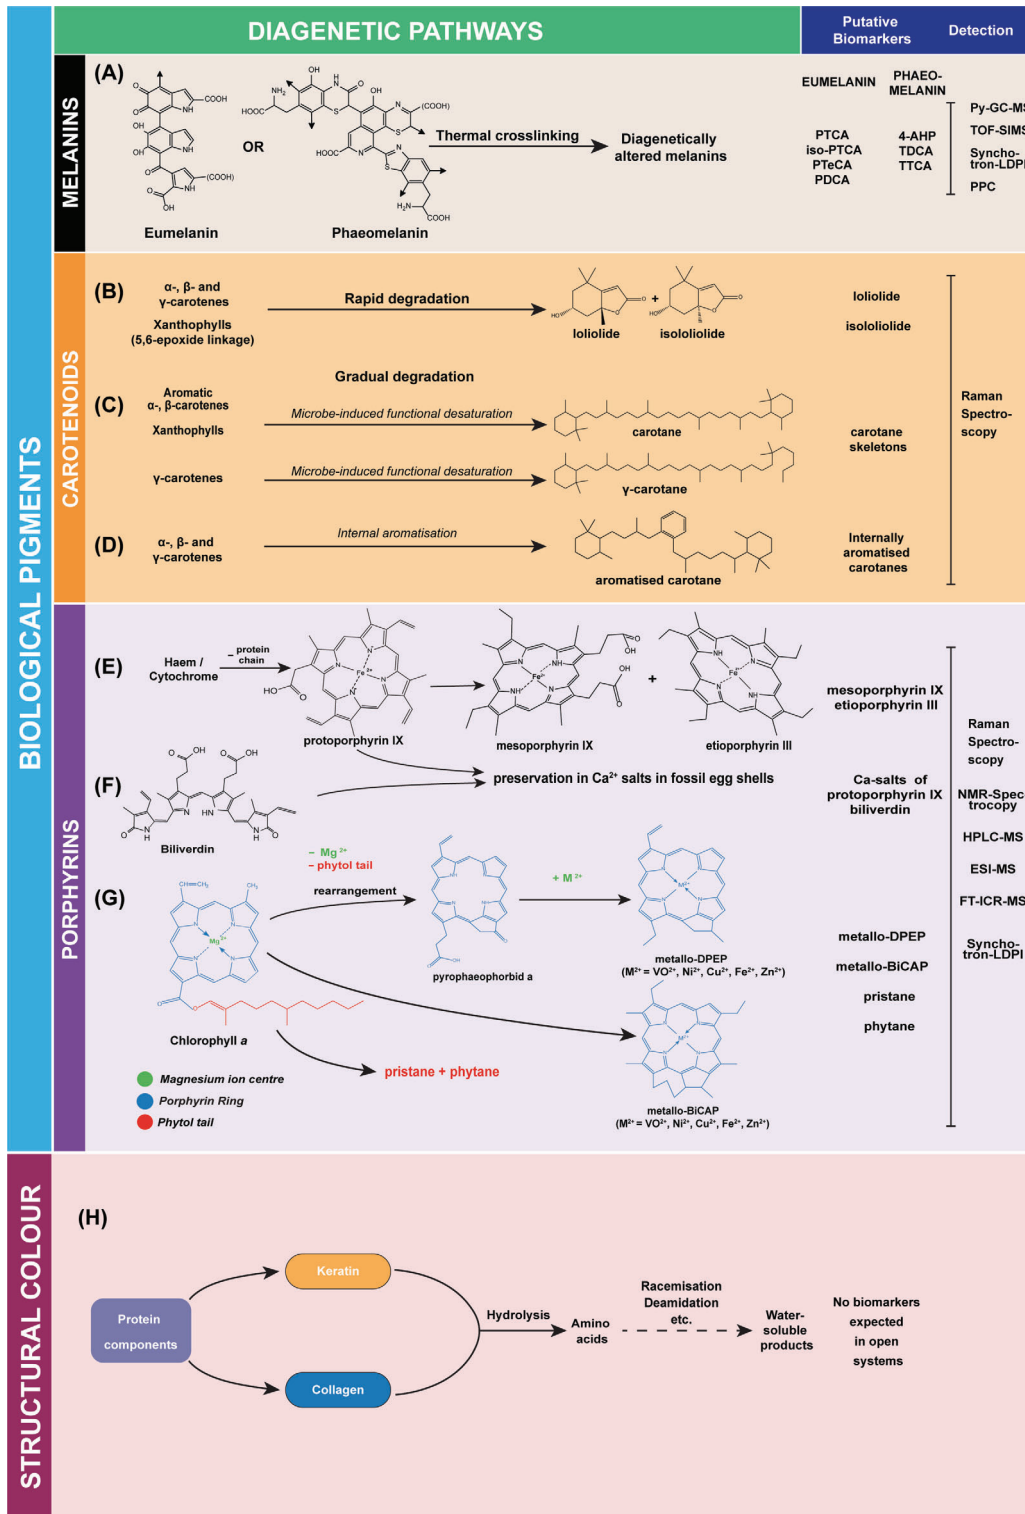 DIAGENETIC PATHWAYS
Putative
Biomarkers
Detection
BIOLOGICAL PIGMENTS
MELANINS
(A)
Eumelanin
OR
Phaeomelanin
Thermal crosslinking
Diagenetically
altered melanins
EUMELANIN
PTCA
iso-PTCA
PTeCA
PDCA
PHAEO-
MELANIN
4-AHP
TDCA
TTCA
Py-GC-MS
TOF-SIMS
Syncho-
tron-LDPI
PPC
CAROTENOIDS
(B)
α-, β- and
γ-carotenes
Xanthophylls
(5,6-epoxide linkage)
Rapid degradation
loliolide
+
isololiolide
loliolide
isololiolide
Gradual degradation
(C)
Aromatic
α-, β-carotenes
Xanthophylls
Microbe-induced functional desaturation
carotane
γ-carotenes
Microbe-induced functional desaturation
γ-carotane
carotane
skeletons
(D)
α-, β- and
γ-carotenes
Internal aromatisation
aromatised carotane
Internally
aromatised
carotanes
Raman
Spectro-
scopy
PORPHYRINS
(E)
Haem /
Cytochrome
– protein
chain
protoporphyrin IX
mesoporphyrin IX
+
etioporphyrin III
mesoporphyrin IX
etioporphyrin III
(F)
Biliverdin
preservation in Ca²⁺ salts in fossil egg shells
Ca-salts of
protoporphyrin IX
biliverdin
(G)
– Mg ²⁺
– phytol tail
rearrangement
+ M ²⁺
pyrophaeophorbid a
metallo-DPEP
(M²⁺ = VO²⁺, Ni²⁺, Cu²⁺, Fe²⁺, Zn²⁺)
Chlorophyll a
pristane + phytane
metallo-BiCAP
(M²⁺ = VO²⁺, Ni²⁺, Cu²⁺, Fe²⁺, Zn²⁺)
Magnesium ion centre
Porphyrin Ring
Phytol tail
metallo-DPEP
metallo-BiCAP
pristane
phytane
Raman
Spectro-
scopy
NMR-Spec-
trocopy
HPLC-MS
ESI-MS
FT-ICR-MS
Syncho-
tron-LDPI
STRUCTURAL COLOUR
(H)
Protein
components
Keratin
Collagen
Hydrolysis
Amino
acids
Racemisation
Deamidation
etc.
Water-
soluble
products
No biomarkers
expected
in open
systems